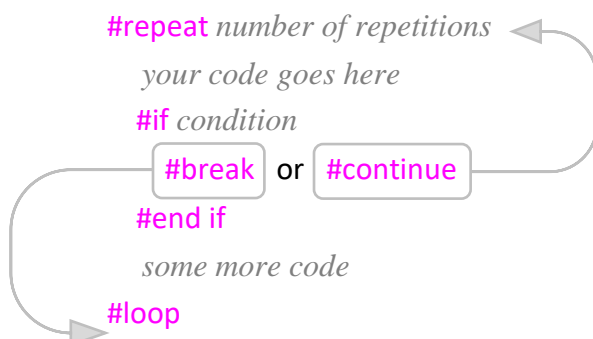 #repeat number of repetitions
your code goes here
#if condition
#break or #continue
#end if
some more code
#loop